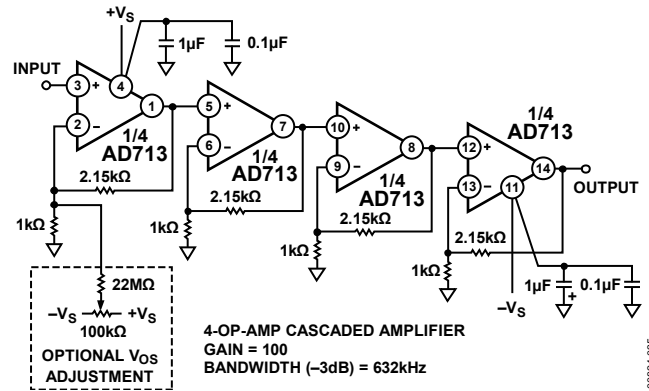 +VS
1µF
0.1µF
INPUT
3
+
4
1
2
–
1/4
AD713
2.15kΩ
1kΩ
5
+
7
6
–
1/4
AD713
2.15kΩ
1kΩ
10
+
8
9
–
1/4
AD713
2.15kΩ
1kΩ
1/4
AD713
12
+
14
13
–
11
OUTPUT
2.15kΩ
1kΩ
–VS
1µF
+
0.1µF
22MΩ
–VS
+VS
100kΩ
OPTIONAL VOS
ADJUSTMENT
4-OP-AMP CASCADED AMPLIFIER
GAIN = 100
BANDWIDTH (–3dB) = 632kHz